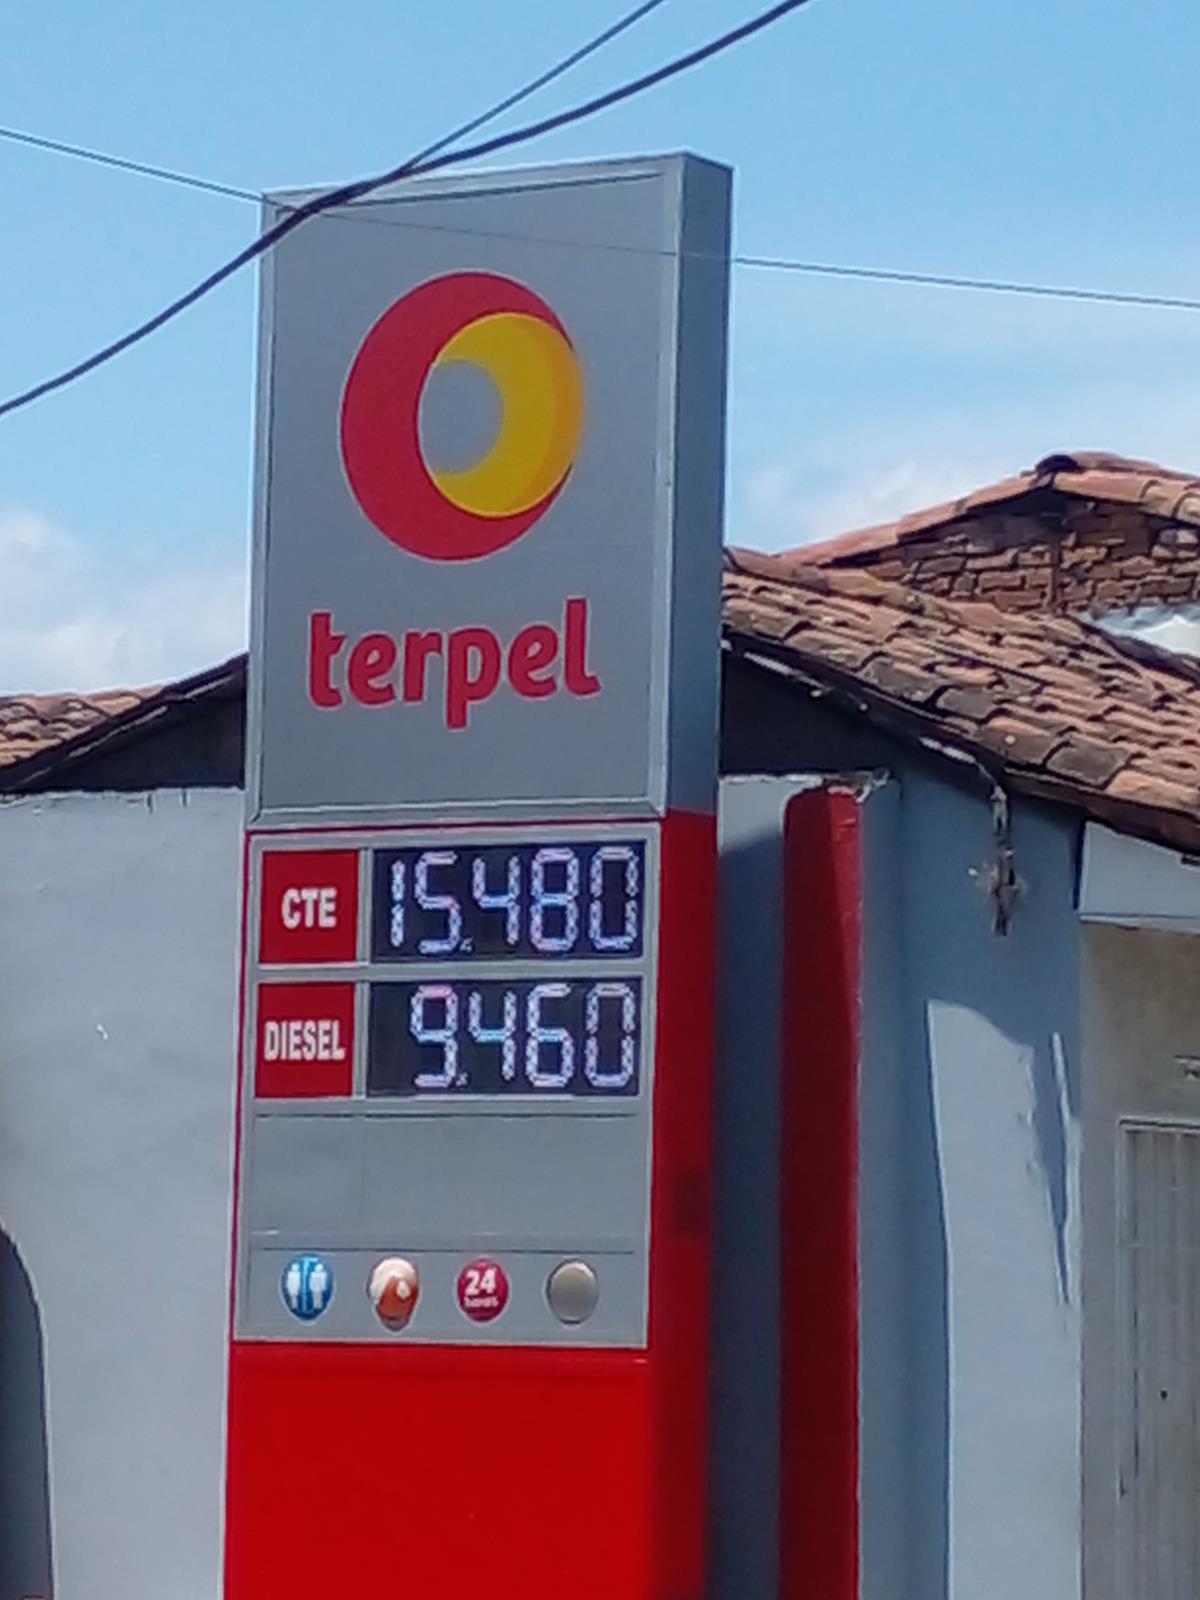 terpel
CTE 15.480
DIESEL 9.460
24